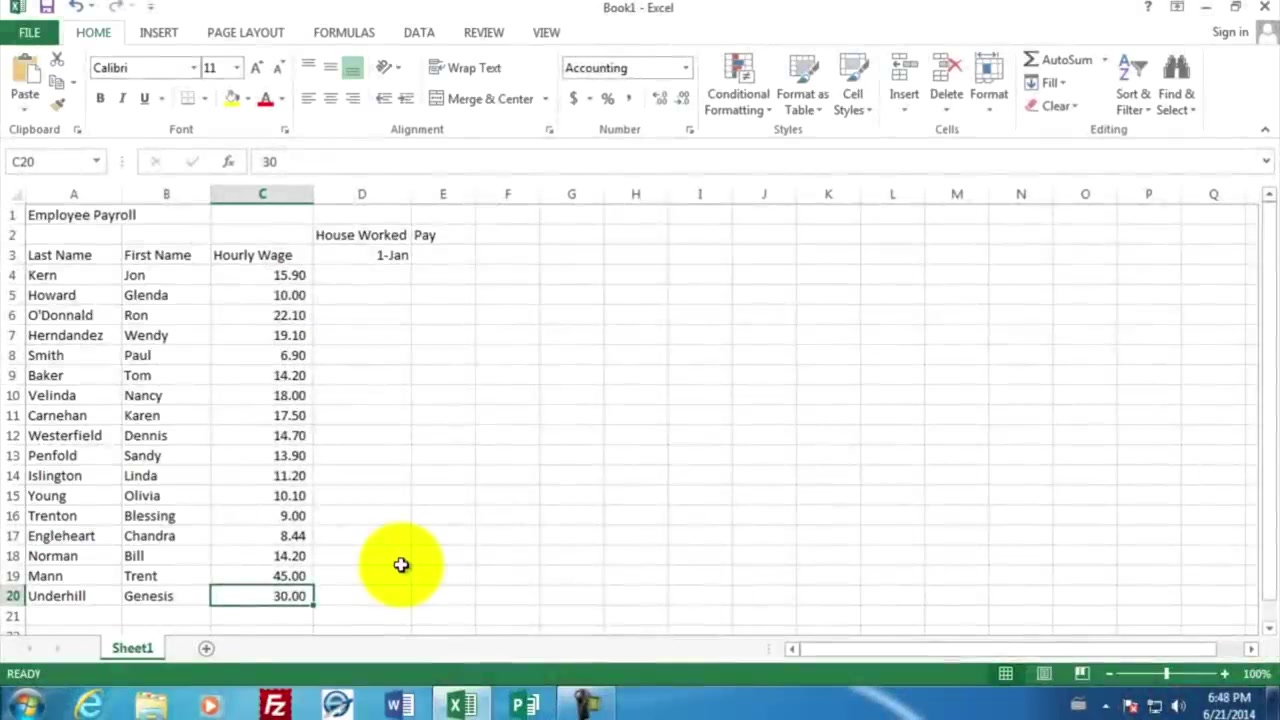 Book1 - Excel
?
FILE HOME INSERT PAGE LAYOUT FORMULAS DATA REVIEW VIEW Sign in
Paste Calibri 11 Wrap Text Accounting Conditional Formatting Format as Table Cell Styles Insert Delete Format AutoSum Fill Clear Sort & Filter Find & Select
B I U Merge & Center $ % ,
Clipboard Font Alignment Number Styles Cells Editing
C20 fx 30
A B C D E F G H I J K L M N O P Q
1 Employee Payroll
2 House Worked Pay
3 Last Name First Name Hourly Wage 1-Jan
4 Kern Jon 15.90
5 Howard Glenda 10.00
6 O'Donnald Ron 22.10
7 Herndandez Wendy 19.10
8 Smith Paul 6.90
9 Baker Tom 14.20
10 Velinda Nancy 18.00
11 Carnehan Karen 17.50
12 Westerfield Dennis 14.70
13 Penfold Sandy 13.90
14 Islington Linda 11.20
15 Young Olivia 10.10
16 Trenton Blessing 9.00
17 Engleheart Chandra 8.44
18 Norman Bill 14.20
19 Mann Trent 45.00
20 Underhill Genesis 30.00
21
Sheet1
READY 100%
6:48 PM
6/21/2014